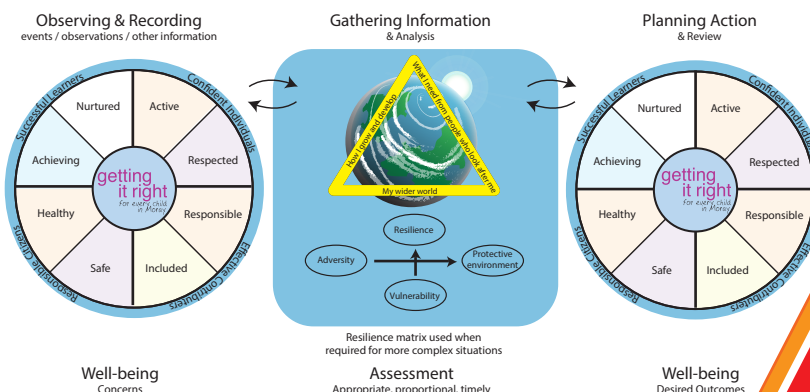 Observing & Recording
events / observations / other information
Successful Learners
Confident Individuals
Nurtured
Active
Achieving
Respected
getting
it right
for every child
in Moray
Healthy
Responsible
Safe
Included
Responsible Citizens
Effective Contributers
Well-being
Concerns
Gathering Information
& Analysis
How I grow and develop
What I need from people who look after me
My wider world
Resilience
Adversity
Protective
environment
Vulnerability
Resilience matrix used when
required for more complex situations
Assessment
Appropriate, proportional, timely
Planning Action
& Review
Successful Learners
Confident Individuals
Nurtured
Active
Achieving
Respected
getting
it right
for every child
in Moray
Healthy
Responsible
Safe
Included
Responsible Citizens
Effective Contributers
Well-being
Desired Outcomes